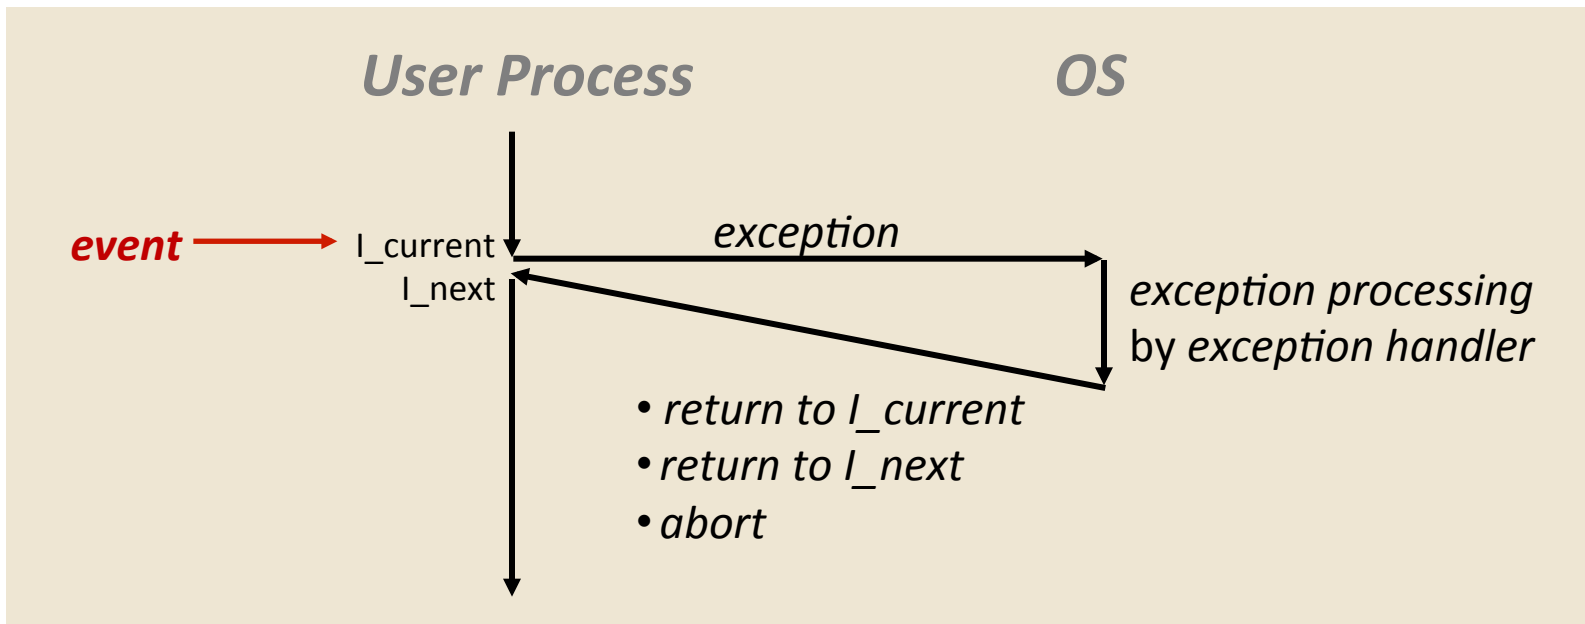 User Process
OS
event
I_current
exception
I_next
exception processing
by exception handler
• return to I_current
• return to I_next
• abort